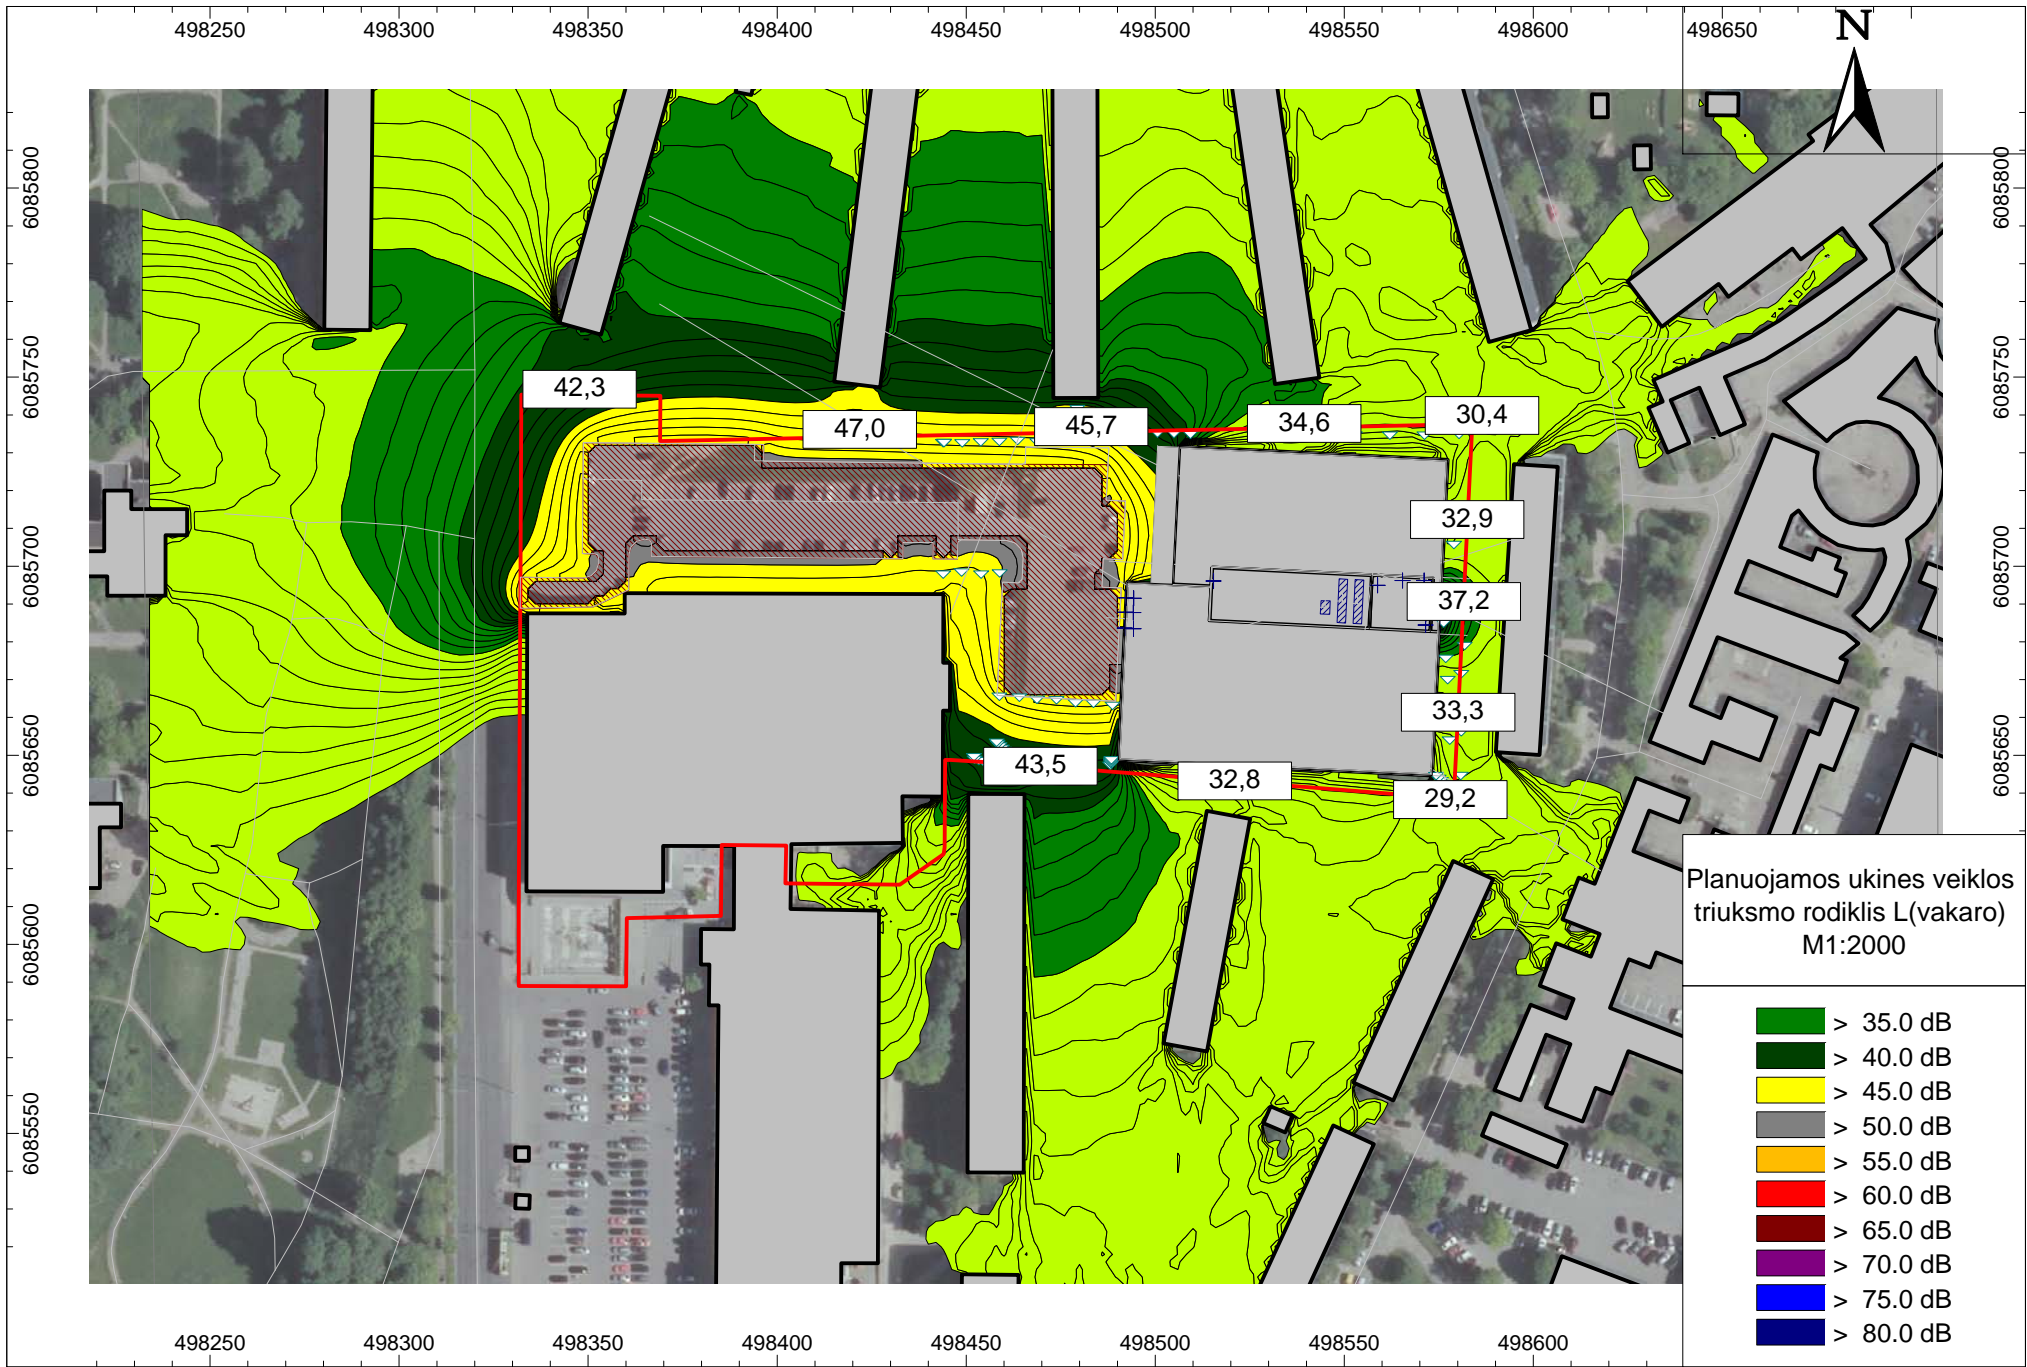 498250 498300 498350 498400 498450 498500 498550 498600 498650
N
6085800
6085750
6085700
6085650
6085600
6085550
6085800
6085750
6085700
6085650
42,3
47,0
45,7
34,6
30,4
32,9
37,2
33,3
43,5
32,8
29,2
Planuojamos ukines veiklos
triuksmo rodiklis L(vakaro)
M1:2000
> 35.0 dB
> 40.0 dB
> 45.0 dB
> 50.0 dB
> 55.0 dB
> 60.0 dB
> 65.0 dB
> 70.0 dB
> 75.0 dB
> 80.0 dB
498250 498300 498350 498400 498450 498500 498550 498600